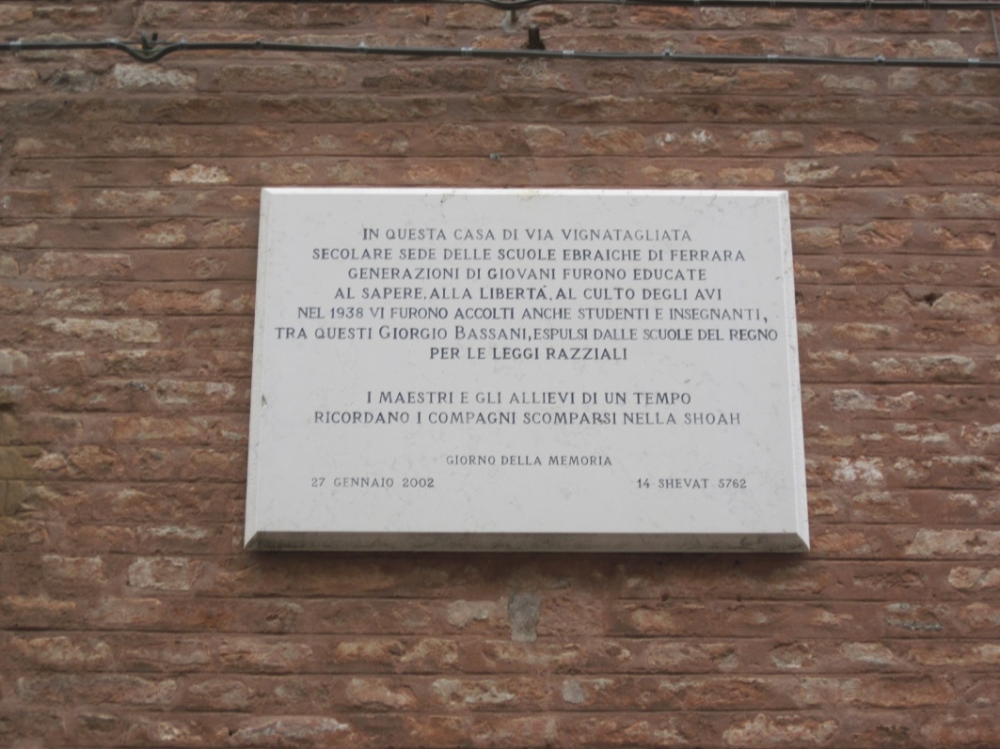 IN QUESTA CASA DI VIA VIGNATAGLIATA
SECOLARE SEDE DELLE SCUOLE EBRAICHE DI FERRARA
GENERAZIONI DI GIOVANI FURONO EDUCATE
AL SAPERE, ALLA LIBERTA', AL CULTO DEGLI AVI
NEL 1938 VI FURONO ACCOLTI ANCHE STUDENTI E INSEGNANTI,
TRA QUESTI GIORGIO BASSANI, ESPULSI DALLE SCUOLE DEL REGNO
PER LE LEGGI RAZZIALI
I MAESTRI E GLI ALLIEVI DI UN TEMPO
RICORDANO I COMPAGNI SCOMPARSI NELLA SHOAH
GIORNO DELLA MEMORIA
27 GENNAIO 2002 14 SHEVAT 5762